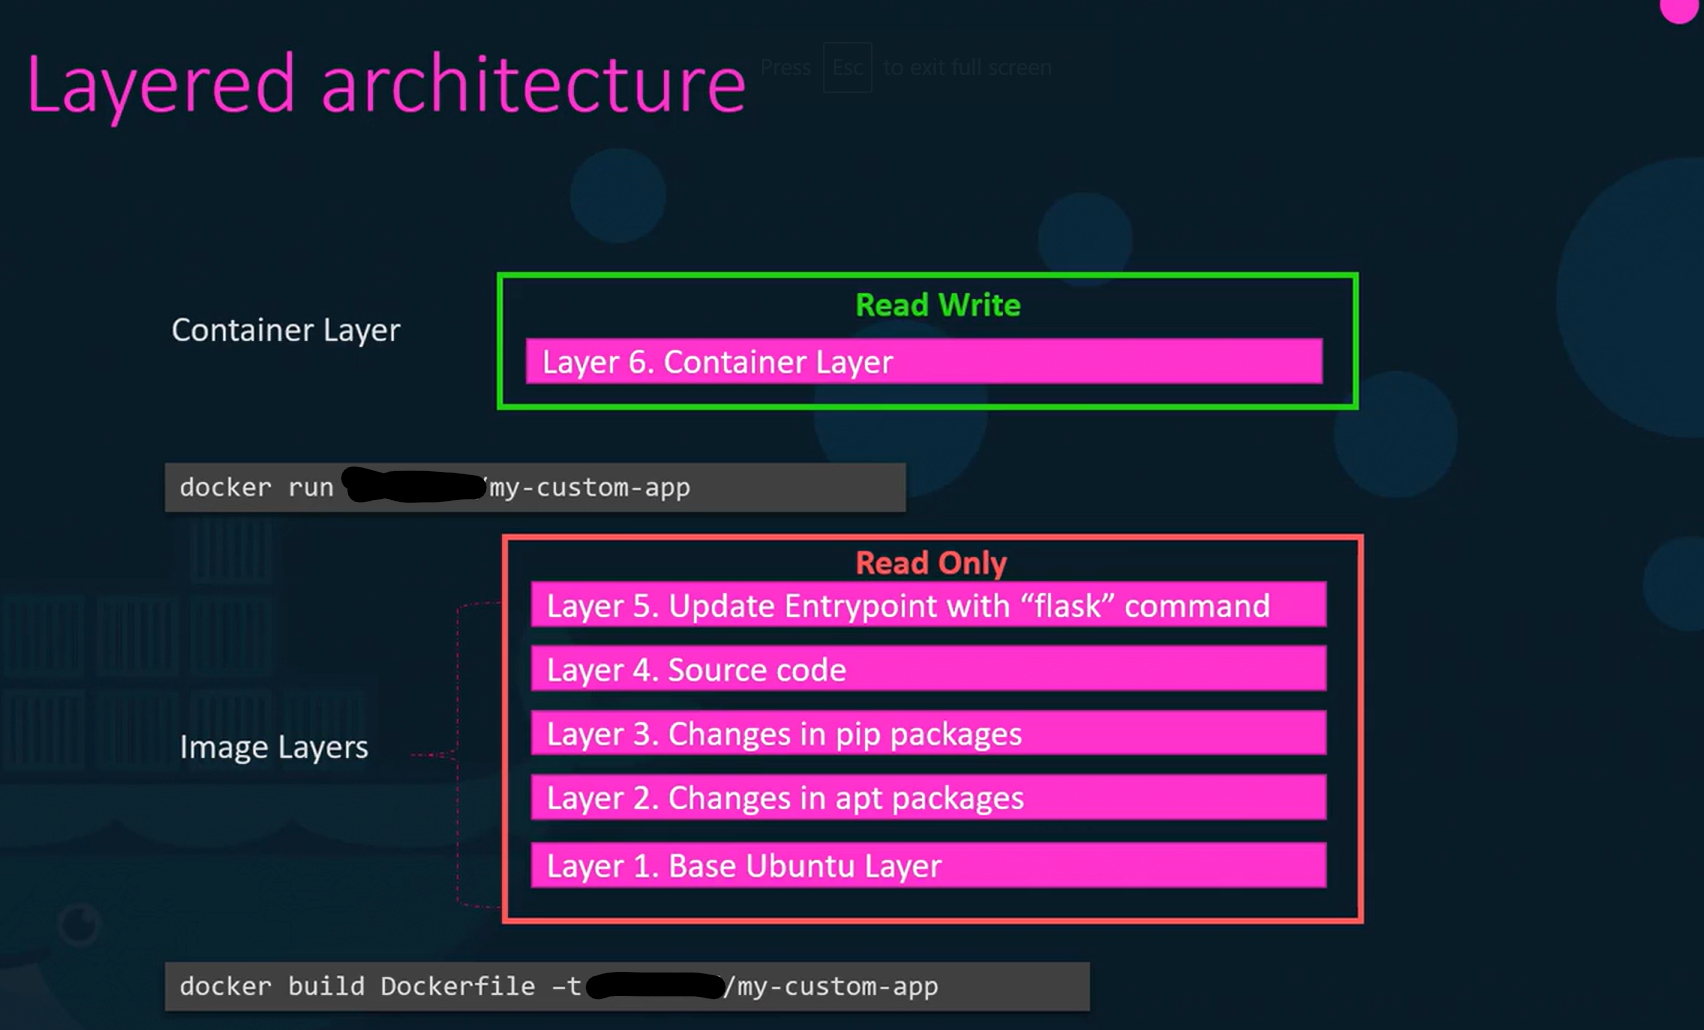 Layered architecture
Press Esc to exit full screen
Container Layer
Read Write
Layer 6. Container Layer
docker run /my-custom-app
Read Only
Layer 5. Update Entrypoint with “flask” command
Layer 4. Source code
Layer 3. Changes in pip packages
Image Layers
Layer 2. Changes in apt packages
Layer 1. Base Ubuntu Layer
docker build Dockerfile –t /my-custom-app